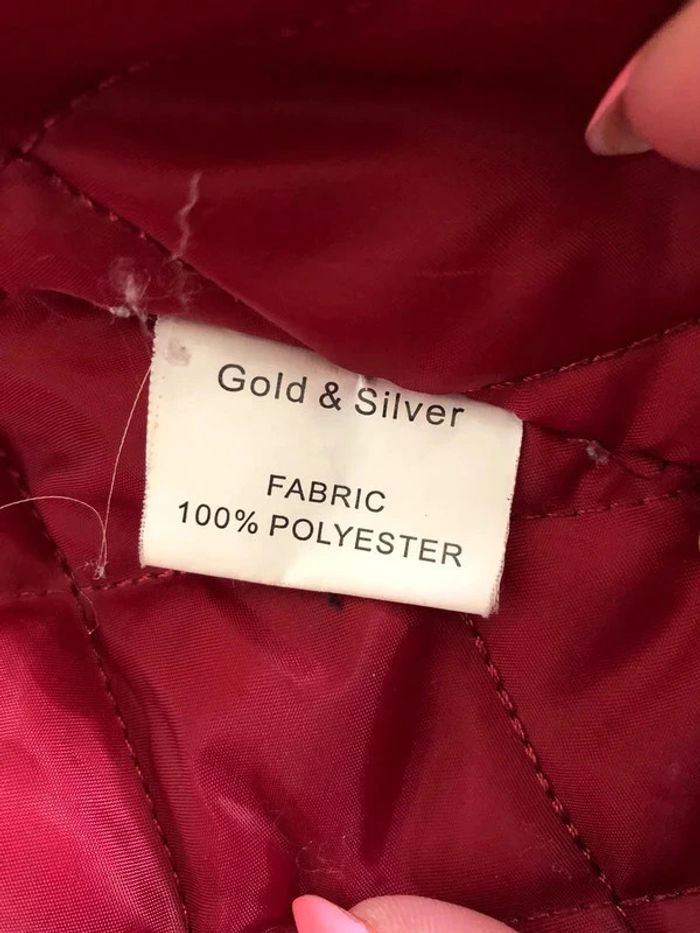 Gold & Silver
FABRIC
100% POLYESTER